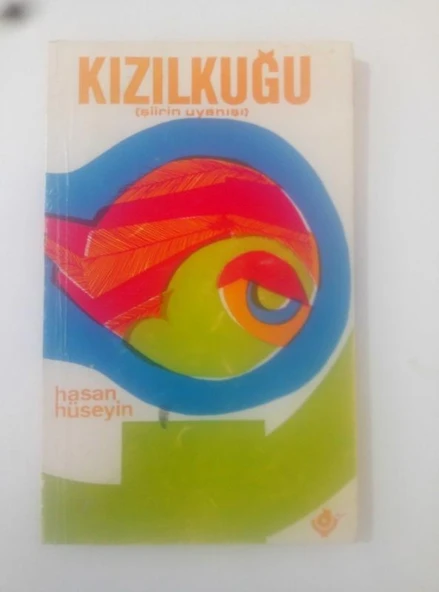 KIZILKUĞU
(şiirin uyanışı)
hasan
hüseyin